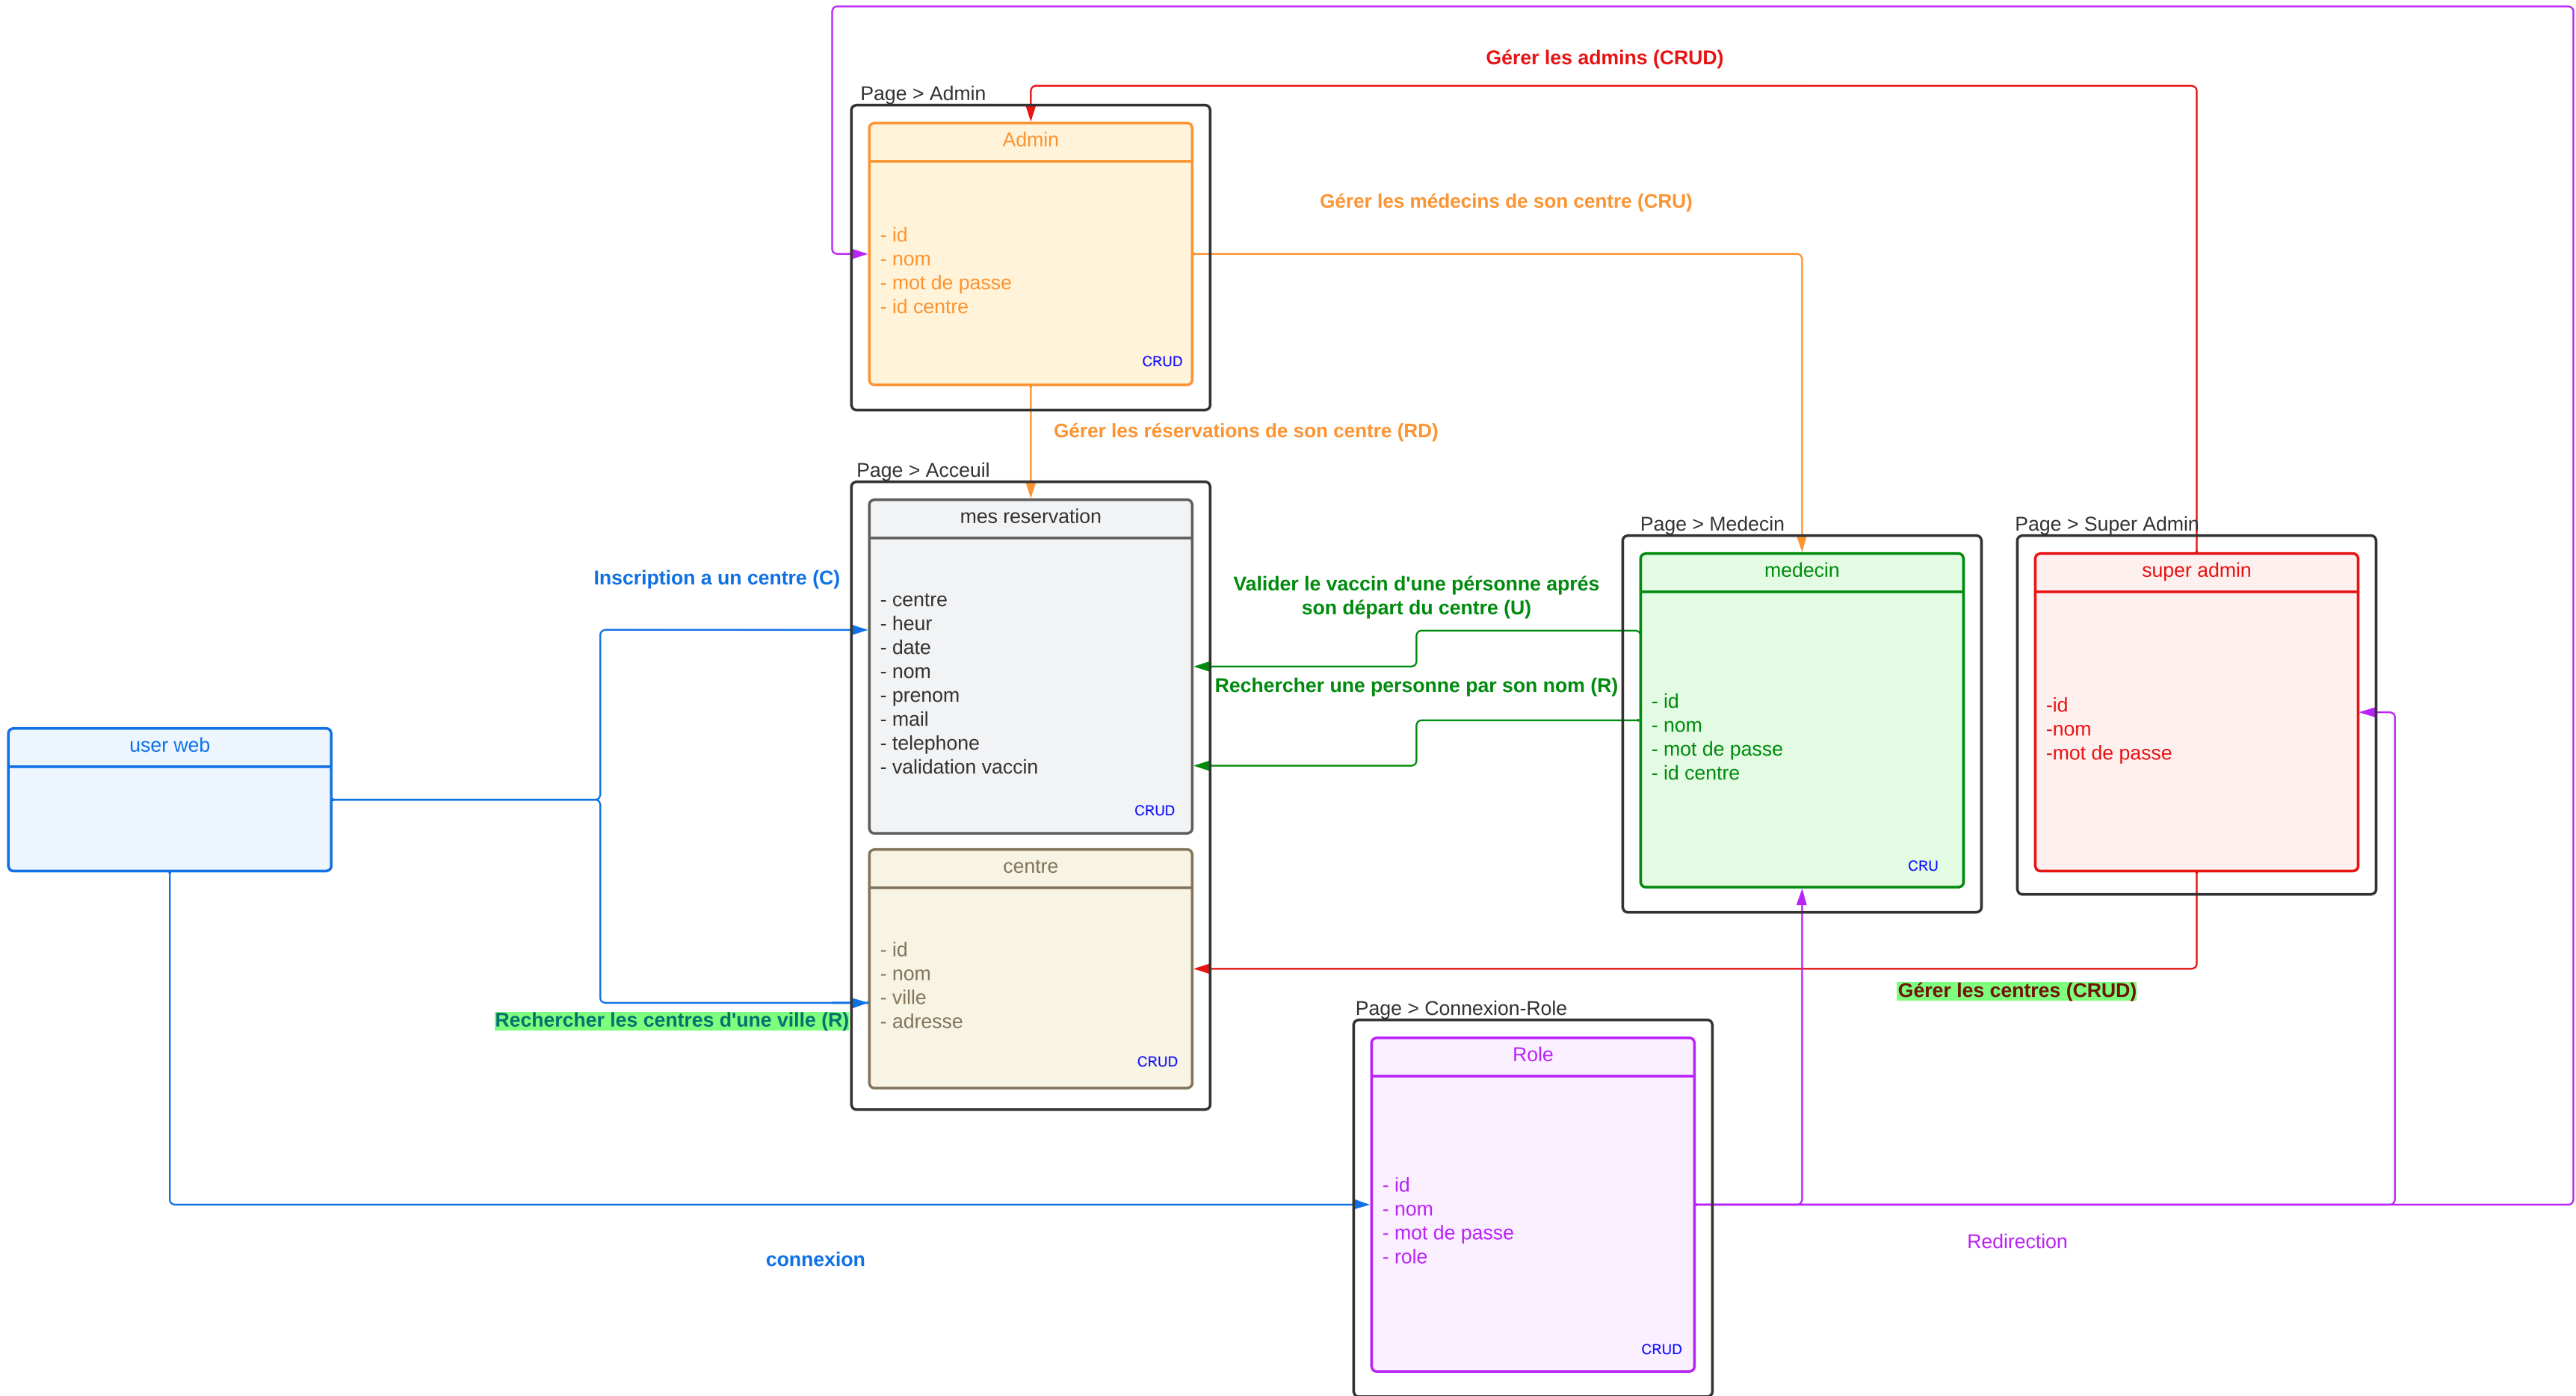 Gérer les admins (CRUD)
Page > Admin
Admin
- id
- nom
- mot de passe
- id centre
CRUD
Gérer les médecins de son centre (CRU)
Gérer les réservations de son centre (RD)
Page > Acceuil
mes reservation
- centre
- heur
- date
- nom
- prenom
- mail
- telephone
- validation vaccin
CRUD
Inscription a un centre (C)
Valider le vaccin d'une pérsonne aprés
son départ du centre (U)
Rechercher une personne par son nom (R)
Page > Medecin
medecin
- id
- nom
- mot de passe
- id centre
CRU
Page > Super Admin
super admin
-id
-nom
-mot de passe
user web
centre
- id
- nom
- ville
- adresse
CRUD
Rechercher les centres d'une ville (R)
Gérer les centres (CRUD)
Page > Connexion-Role
Role
- id
- nom
- mot de passe
- role
CRUD
Redirection
connexion